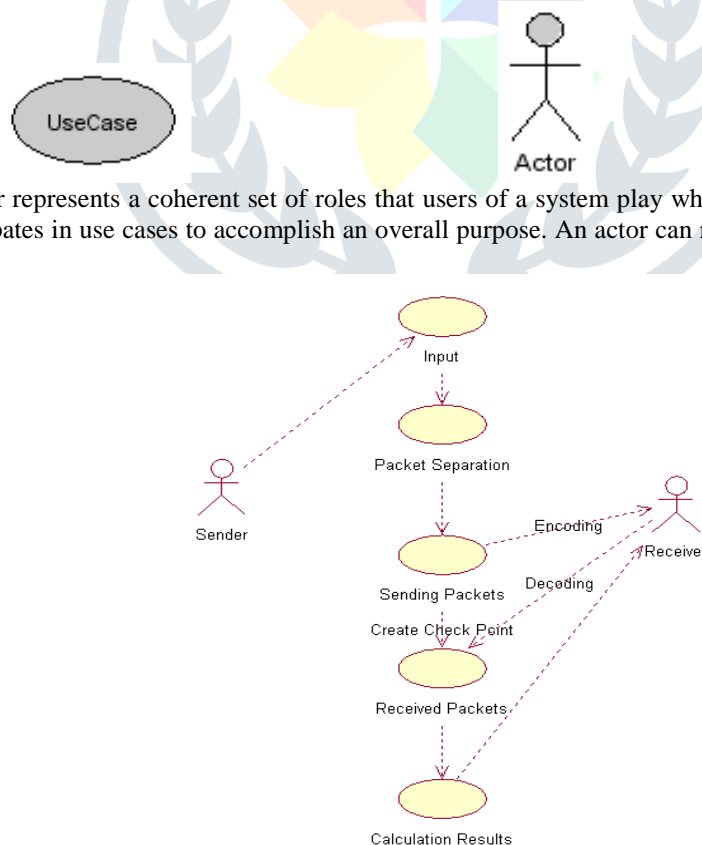 UseCase
Actor
r represents a coherent set of roles that users of a system play wh
pates in use cases to accomplish an overall purpose. An actor can
Input
Packet Separation
Sender
Encoding
Receive
Sending Packets
Decoding
Create Check Point
Received Packets
Calculation Results